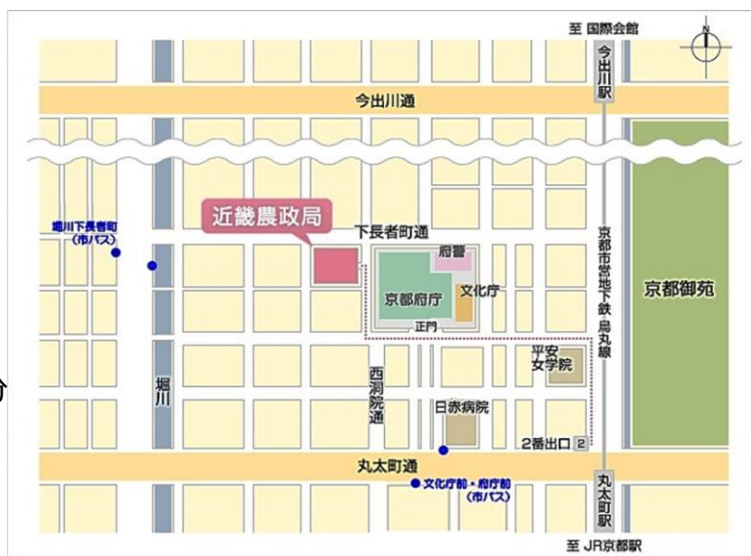 至 国際会館
N
今出川駅
今出川通
堀川下長者町
(市バス)
近畿農政局
下長者町通
府警
京都府庁
文化庁
正門
京都市営地下鉄 烏丸線
京都御苑
平安
女学院
西洞院通
堀川
分
日赤病院
2番出口 2
丸太町通
文化庁前・府庁前
(市バス)
丸太町駅
至 JR京都駅